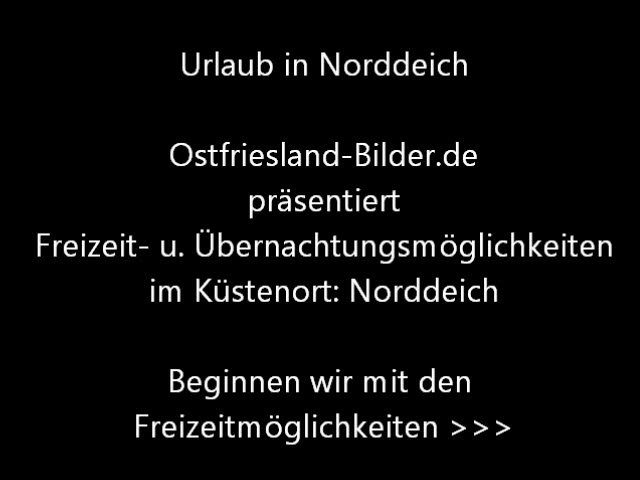 Urlaub in Norddeich
Ostfriesland-Bilder.de
präsentiert
Freizeit- u. Übernachtungsmöglichkeiten
im Küstenort: Norddeich
Beginnen wir mit den
Freizeitmöglichkeiten >>>